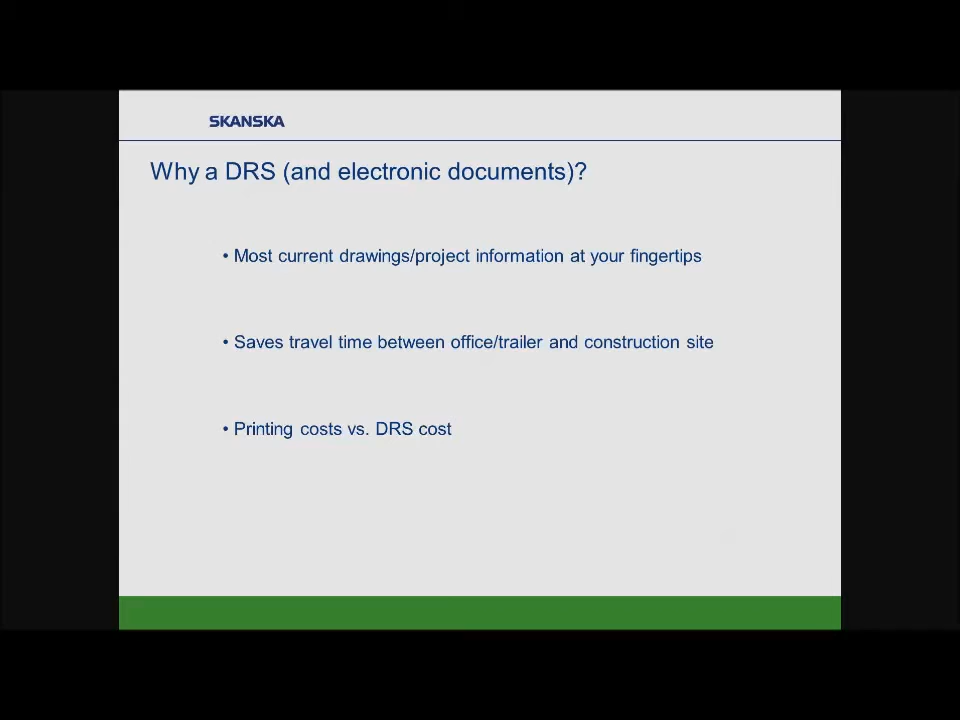 SKANSKA
Why a DRS (and electronic documents)?
• Most current drawings/project information at your fingertips
• Saves travel time between office/trailer and construction site
• Printing costs vs. DRS cost